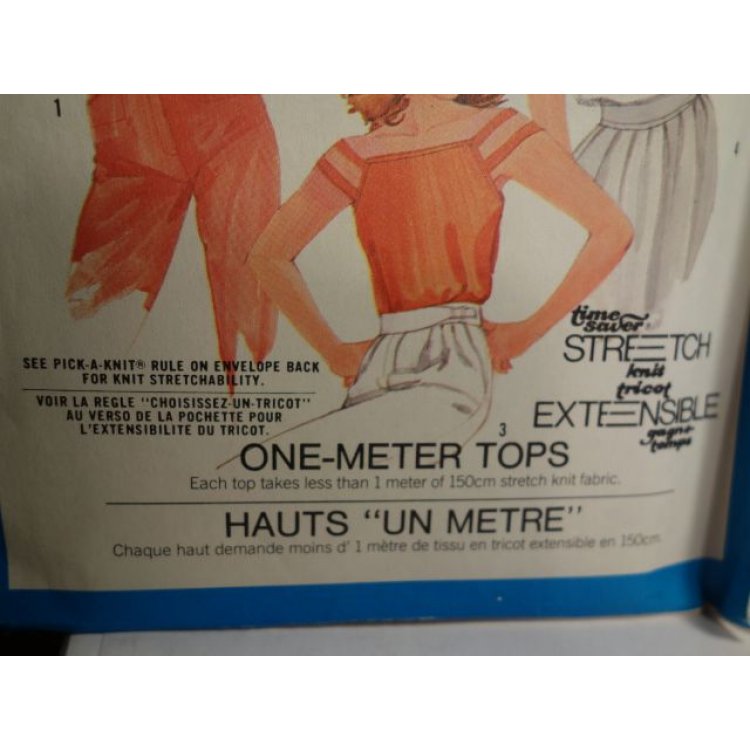 1
4
time
saver
STRETCH
knit
tricot
EXTENSIBLE
gagne
temps
SEE PICK-A-KNIT® RULE ON ENVELOPE BACK
FOR KNIT STRETCHABILITY.
VOIR LA REGLE "CHOISISSEZ-UN-TRICOT"
AU VERSO DE LA POCHETTE POUR
L'EXTENSIBILITE DU TRICOT.
3
ONE-METER TOPS
Each top takes less than 1 meter of 150cm stretch knit fabric.
HAUTS "UN METRE"
Chaque haut demande moins d' 1 mètre de tissu en tricot extensible en 150cm